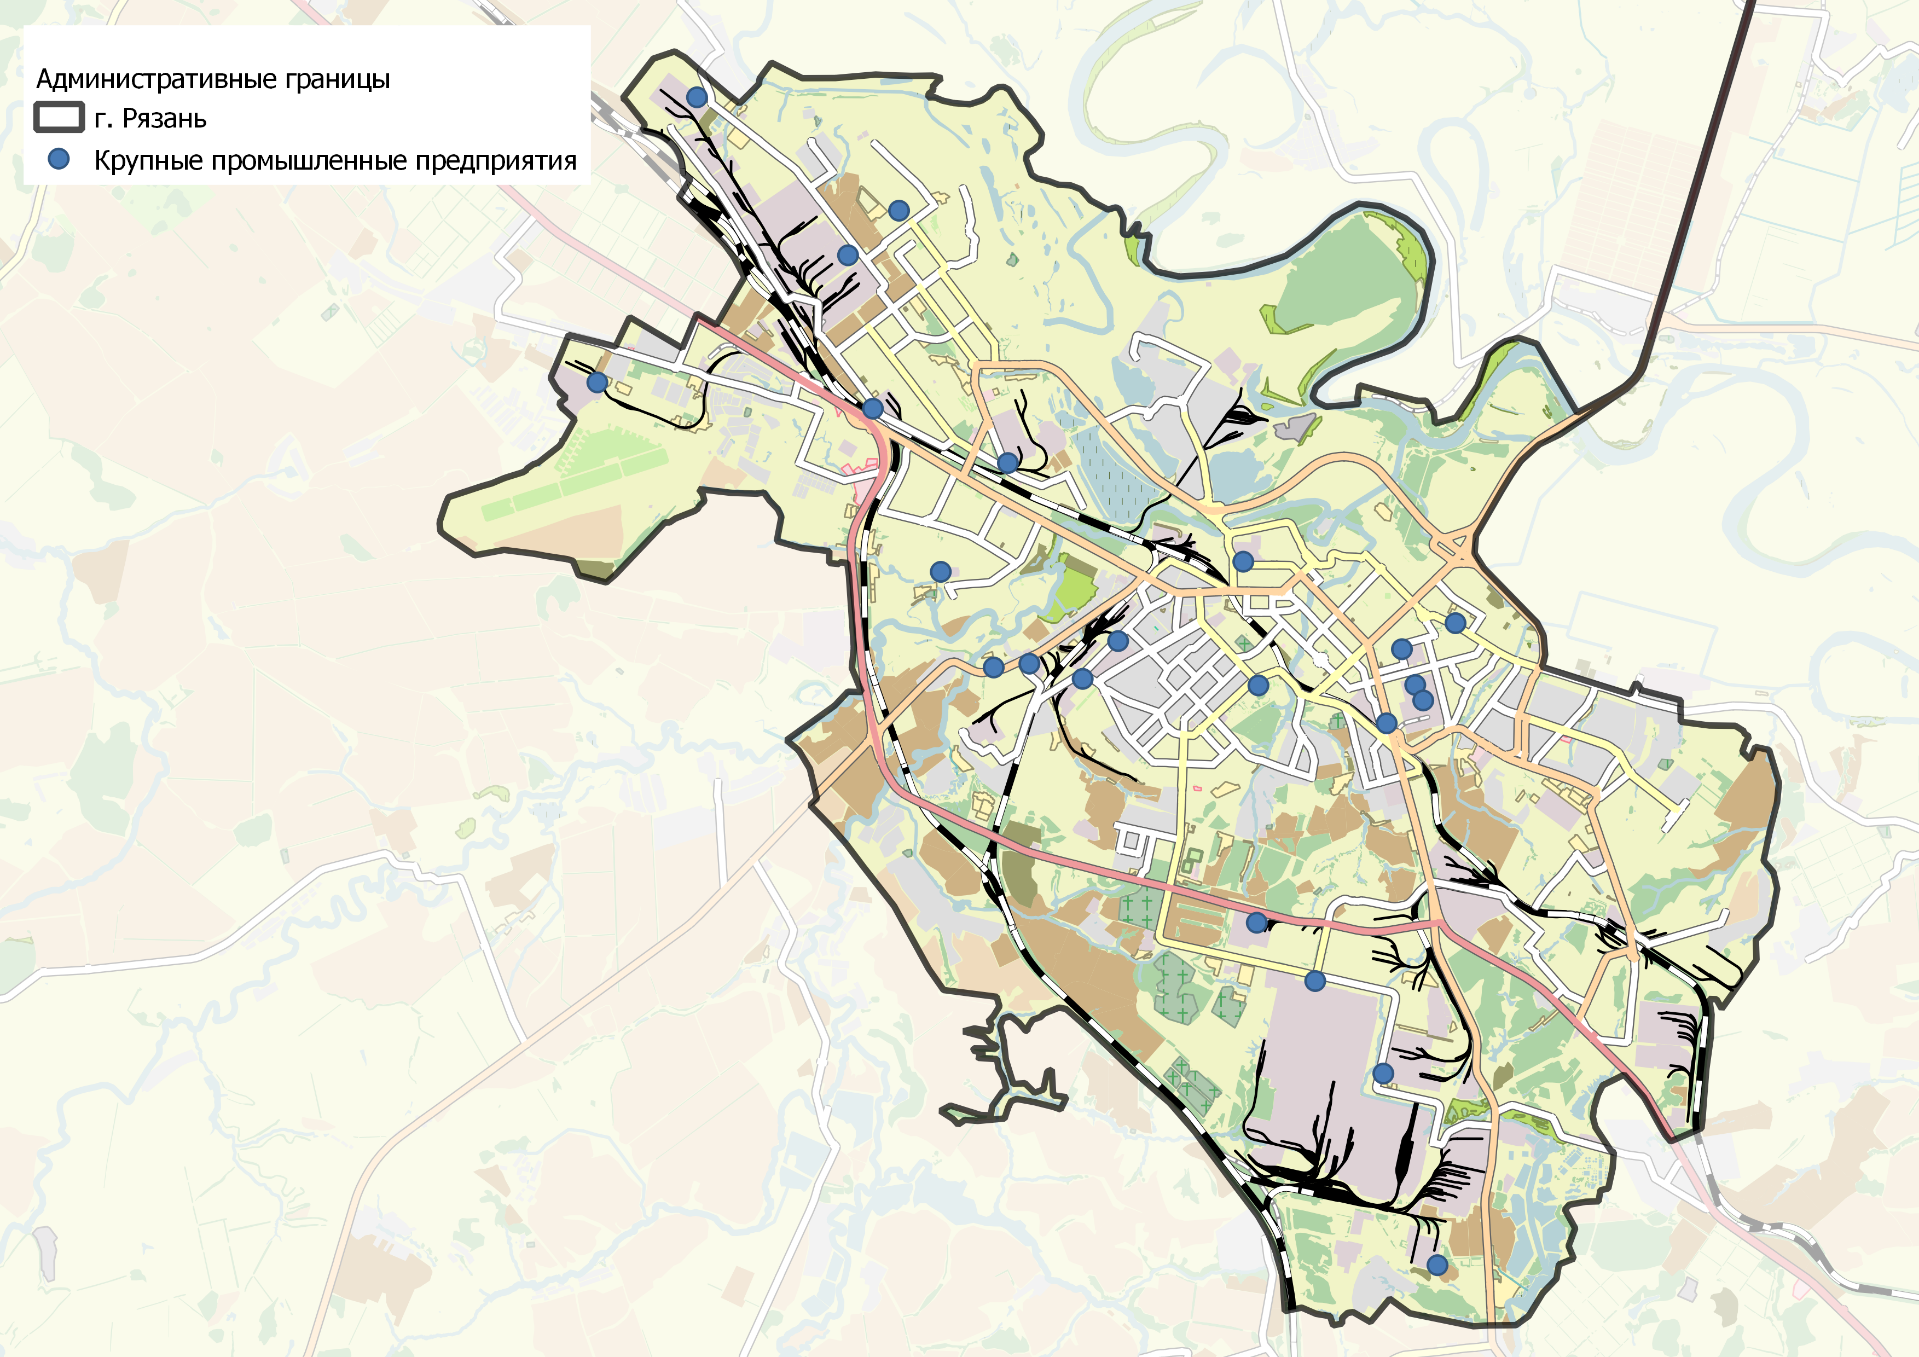 Административные границы
г. Рязань
Крупные промышленные предприятия